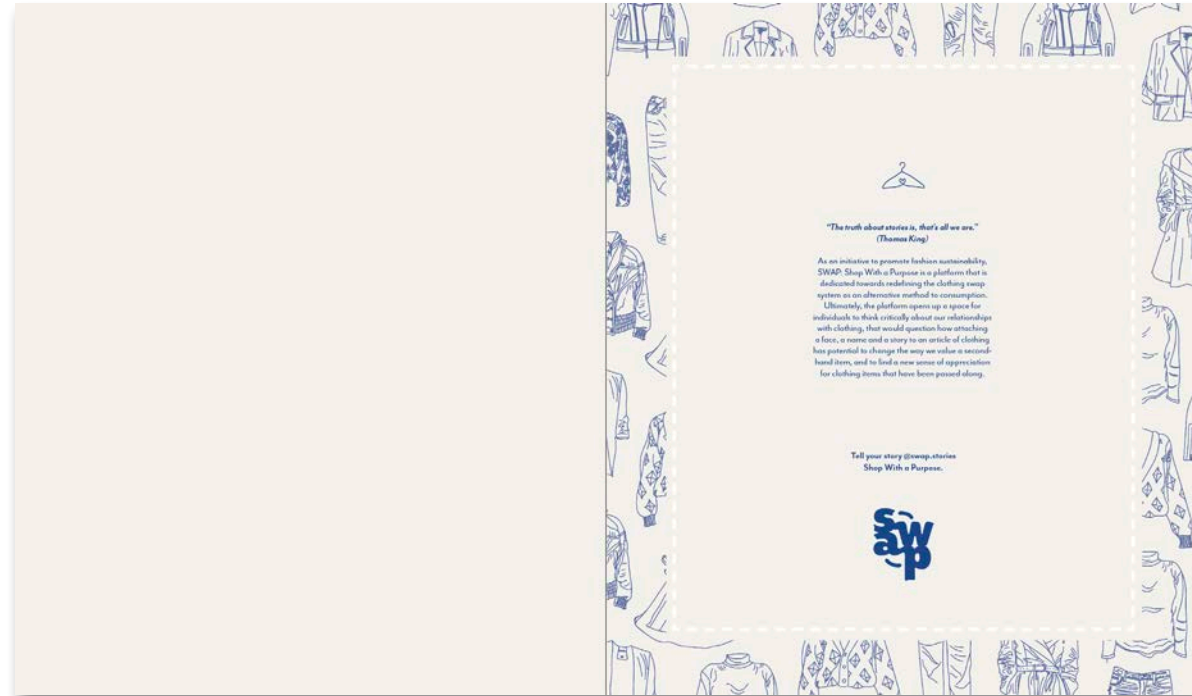 “The truth about stories is, that’s all we are.”
(Thomas King)
As an initiative to promote fashion sustainability,
SWAP: Shop With a Purpose is a platform that is
dedicated towards redefining the clothing swap
system as an alternative method to consumption.
Ultimately, the platform opens up a space for
individuals to think critically about our relationships
with clothing, that would question how attaching
a face, a name and a story to an article of clothing
has potential to change the way we value a second-
hand item, and to find a new sense of appreciation
for clothing items that have been passed along.
Tell your story @swap.stories
Shop With a Purpose.
swap